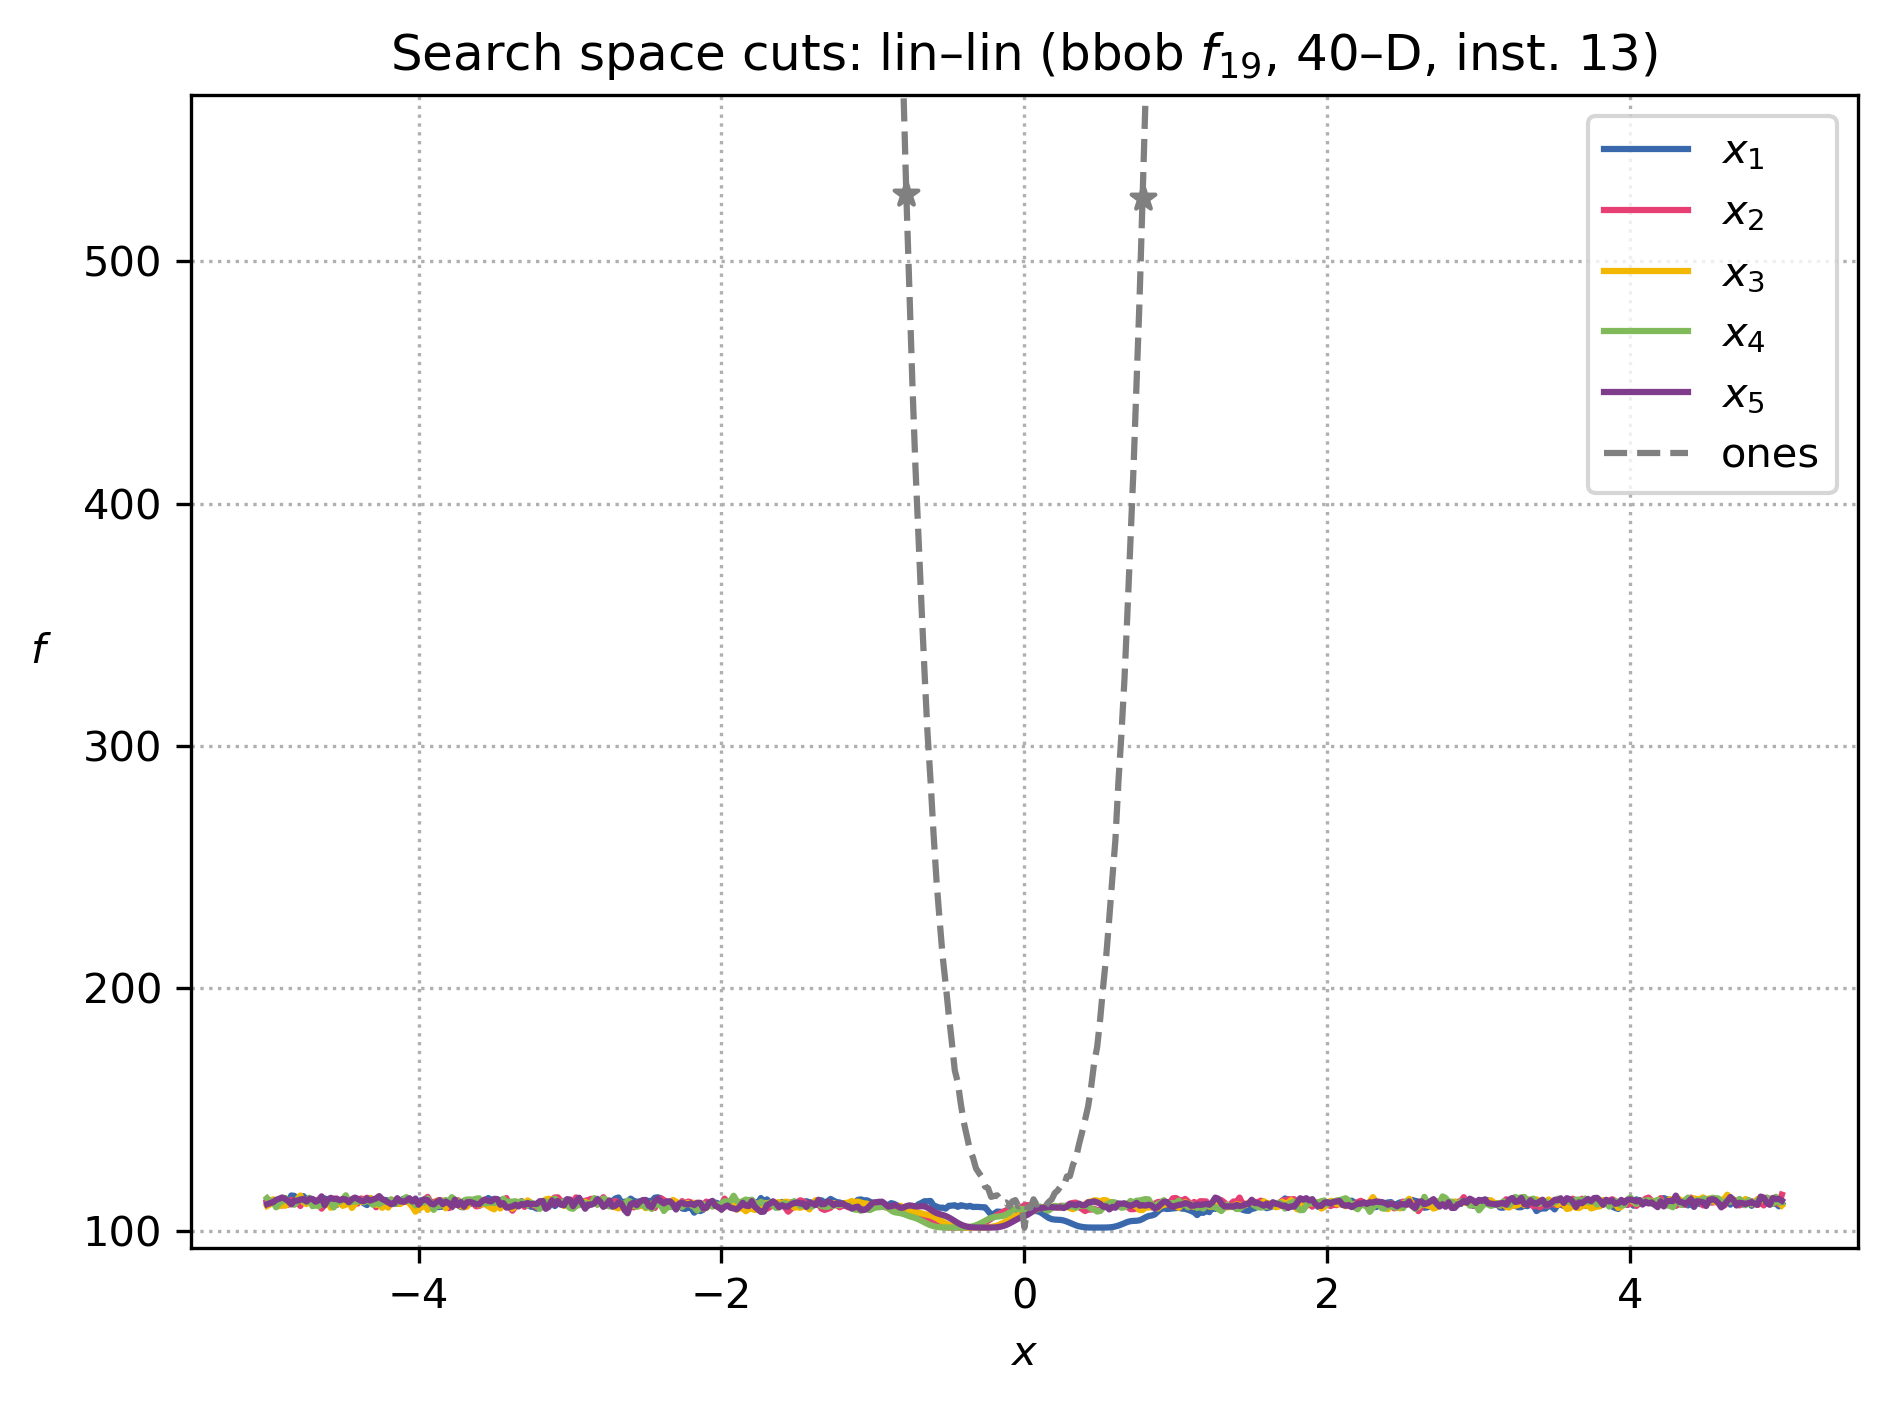 Search space cuts: lin–lin (bbob f₁₉, 40–D, inst. 13)
x₁
x₂
x₃
x₄
x₅
ones
500
400
300
200
100
f
−4 −2 0 2 4
x